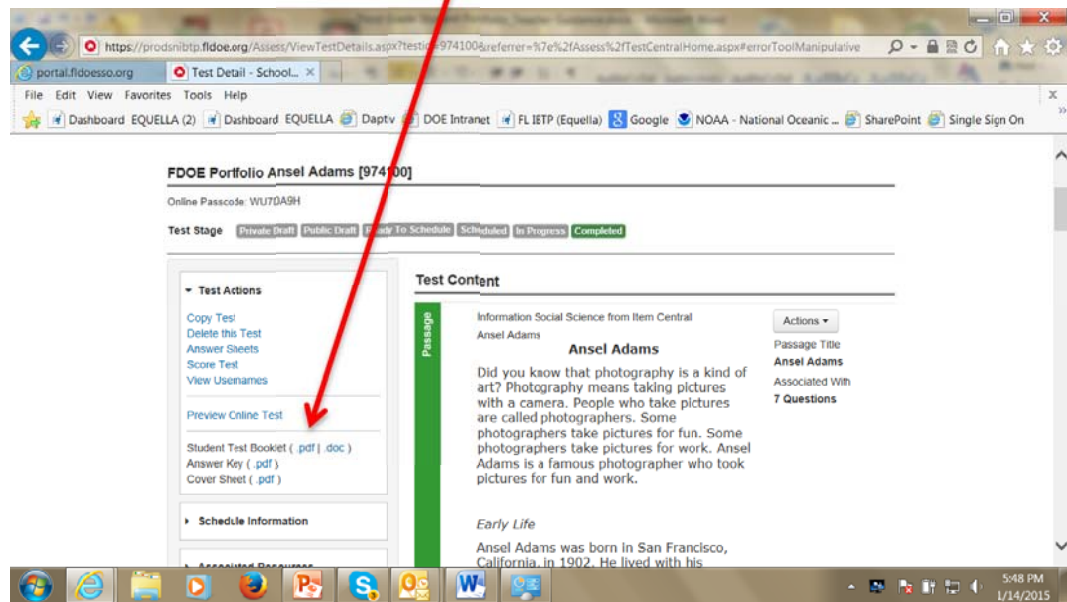 https://prodsnibtp.fldoe.org/Assess/ViewTestDetails.aspx?testid=974100&referrer=%7e%2fAssess%2fTestCentralHome.aspx#errorToolManipulative
portal.fldoesso.org Test Detail - School... ×
File Edit View Favorites Tools Help x
Dashboard EQUELLA (2) Dashboard EQUELLA Daptv DOE Intranet FL IETP (Equella) Google NOAA - National Oceanic ... SharePoint Single Sign On »
FDOE Portfolio Ansel Adams [974100]
Online Passcode: WU70A9H
Test Stage Private Draft Public Draft Ready To Schedule Scheduled In Progress Completed
Test Actions
Copy Test
Delete this Test
Answer Sheets
Score Test
View Usernames
Preview Online Test
Student Test Booklet ( .pdf | .doc )
Answer Key ( .pdf )
Cover Sheet ( .pdf )
Schedule Information
Associated Resources
Test Content
Passage
Information Social Science from Item Central
Ansel Adams
Ansel Adams
Did you know that photography is a kind of
art? Photography means taking pictures
with a camera. People who take pictures
are called photographers. Some
photographers take pictures for fun. Some
photographers take pictures for work. Ansel
Adams is a famous photographer who took
pictures for fun and work.
Early Life
Ansel Adams was born in San Francisco,
California, in 1902. He lived with his
Actions
Passage Title
Ansel Adams
Associated With
7 Questions
5:48 PM
1/14/2015